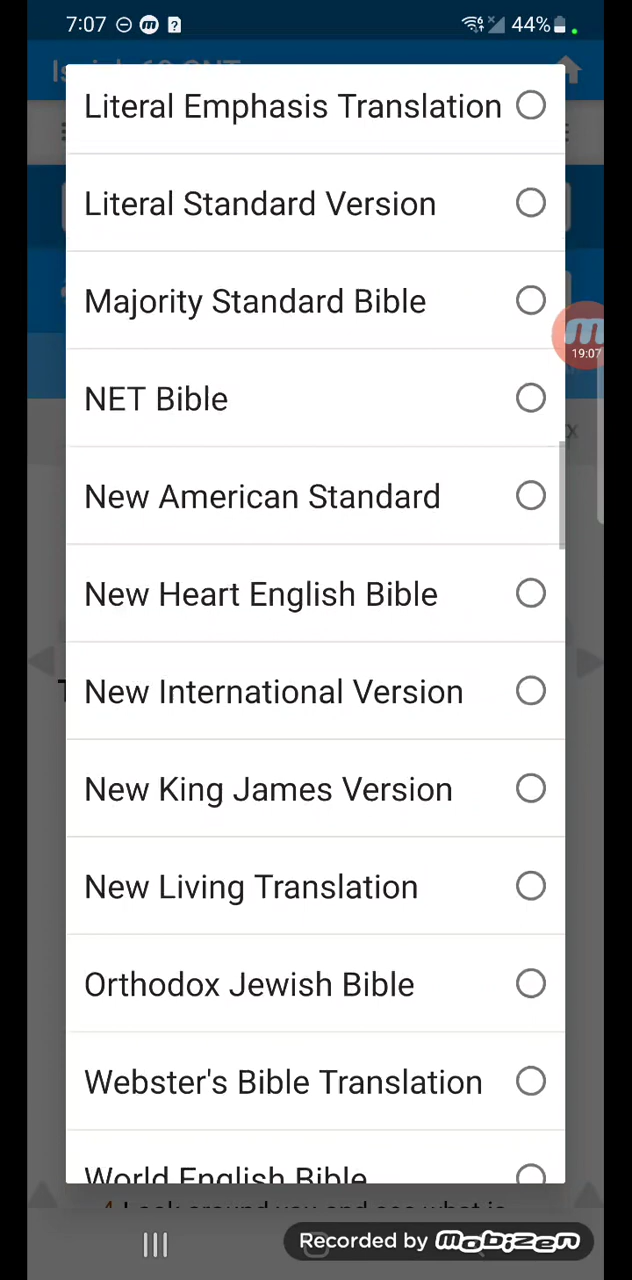 7:07 44%
Literal Emphasis Translation
Literal Standard Version
Majority Standard Bible
19:07
NET Bible
New American Standard
New Heart English Bible
New International Version
New King James Version
New Living Translation
Orthodox Jewish Bible
Webster's Bible Translation
World English Bible
Recorded by mobizen